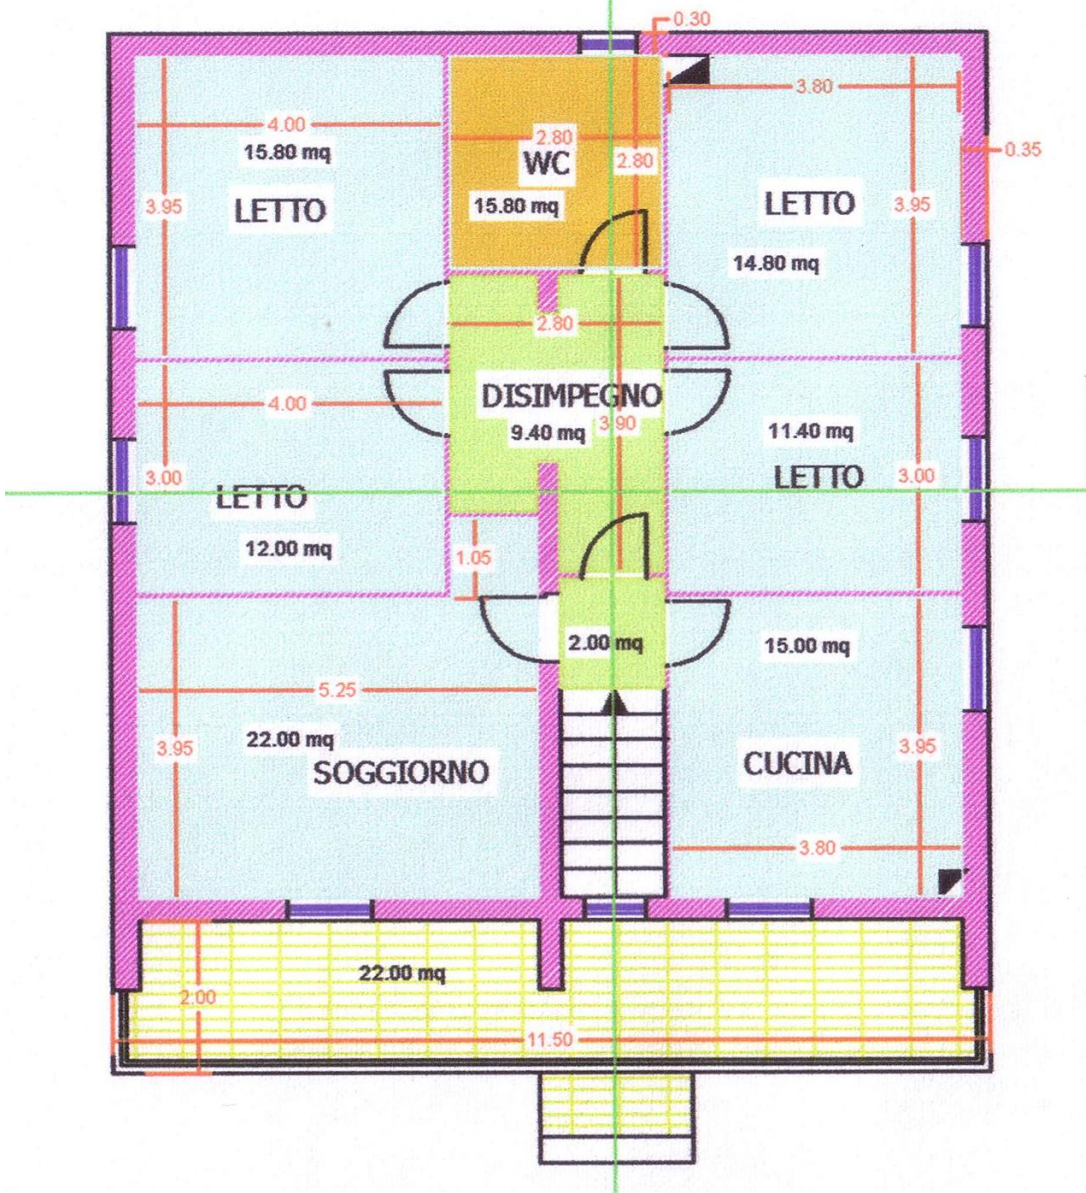 0.30
3.80
4.00
2.80
15.80 mq
WC
2.80
0.35
3.95
LETTO
15.80 mq
LETTO
3.95
14.80 mq
2.80
DISIMPEGNO
4.00
9.40 mq
3.90
11.40 mq
3.00
LETTO
LETTO
3.00
12.00 mq
1.05
2.00 mq
15.00 mq
5.25
3.95
22.00 mq
SOGGIORNO
CUCINA
3.95
3.80
22.00 mq
2.00
11.50